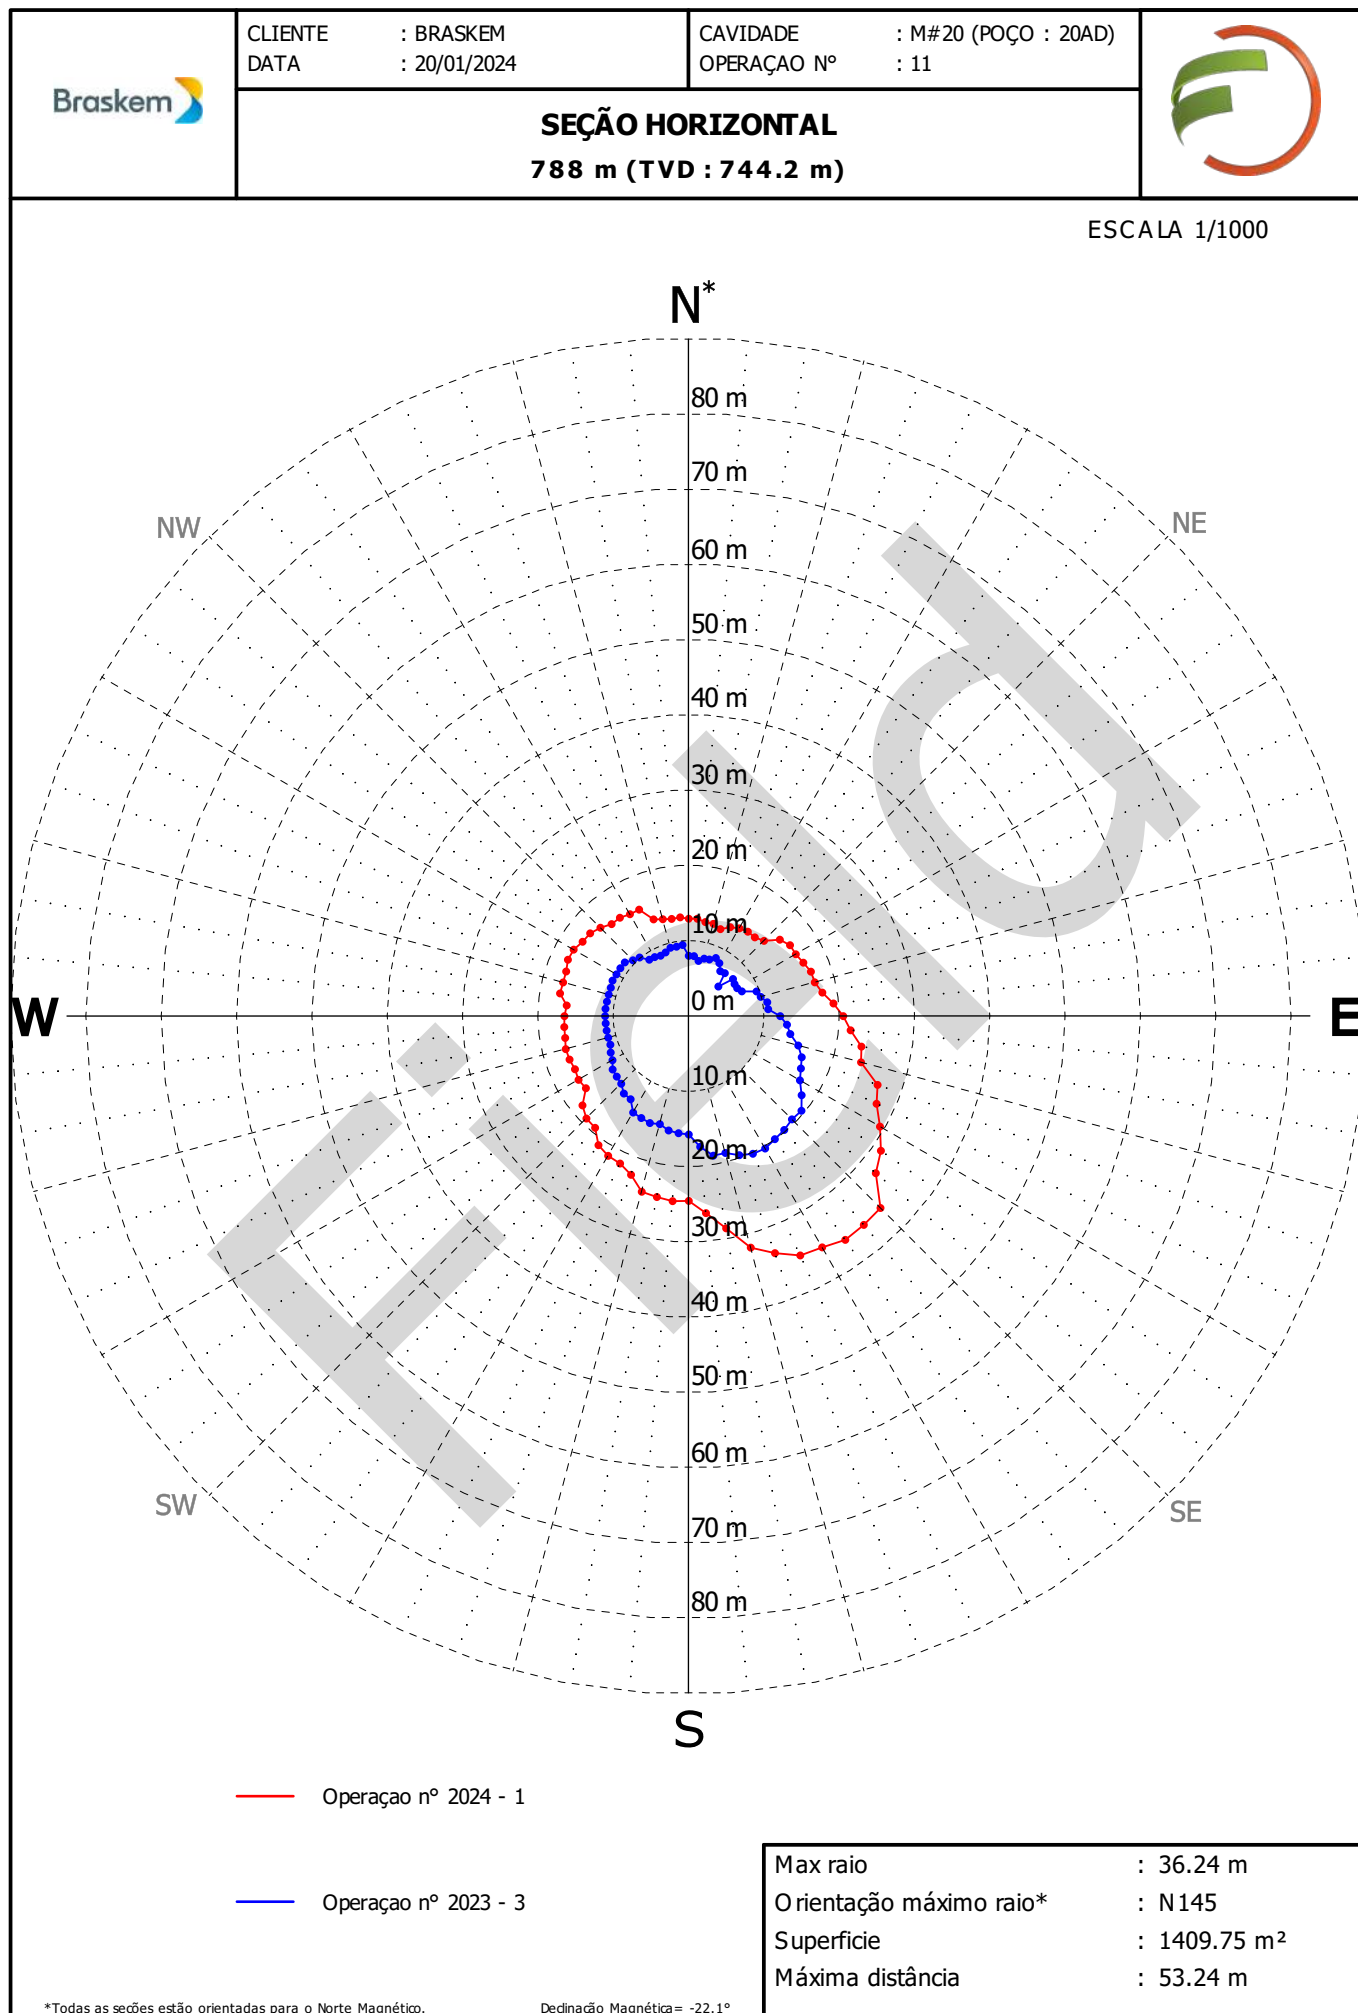 Braskem
CLIENTE : BRASKEM
DATA : 20/01/2024
CAVIDADE : M#20 (POÇO : 20AD)
OPERAÇAO N° : 11
SEÇÃO HORIZONTAL
788 m (TVD : 744.2 m)
ESCALA 1/1000
N*
80 m
70 m
NW
NE
60 m
50 m
40 m
30 m
20 m
10 m
0 m
W
E
10 m
20 m
30 m
40 m
50 m
60 m
SW
SE
70 m
80 m
S
Field
Operaçao n° 2024 - 1
Operaçao n° 2023 - 3
Max raio : 36.24 m
Orientação máximo raio* : N145
Superficie : 1409.75 m²
Máxima distância : 53.24 m
*Todas as seções estão orientadas para o Norte Magnético.
Declinação Magnética= -22.1°